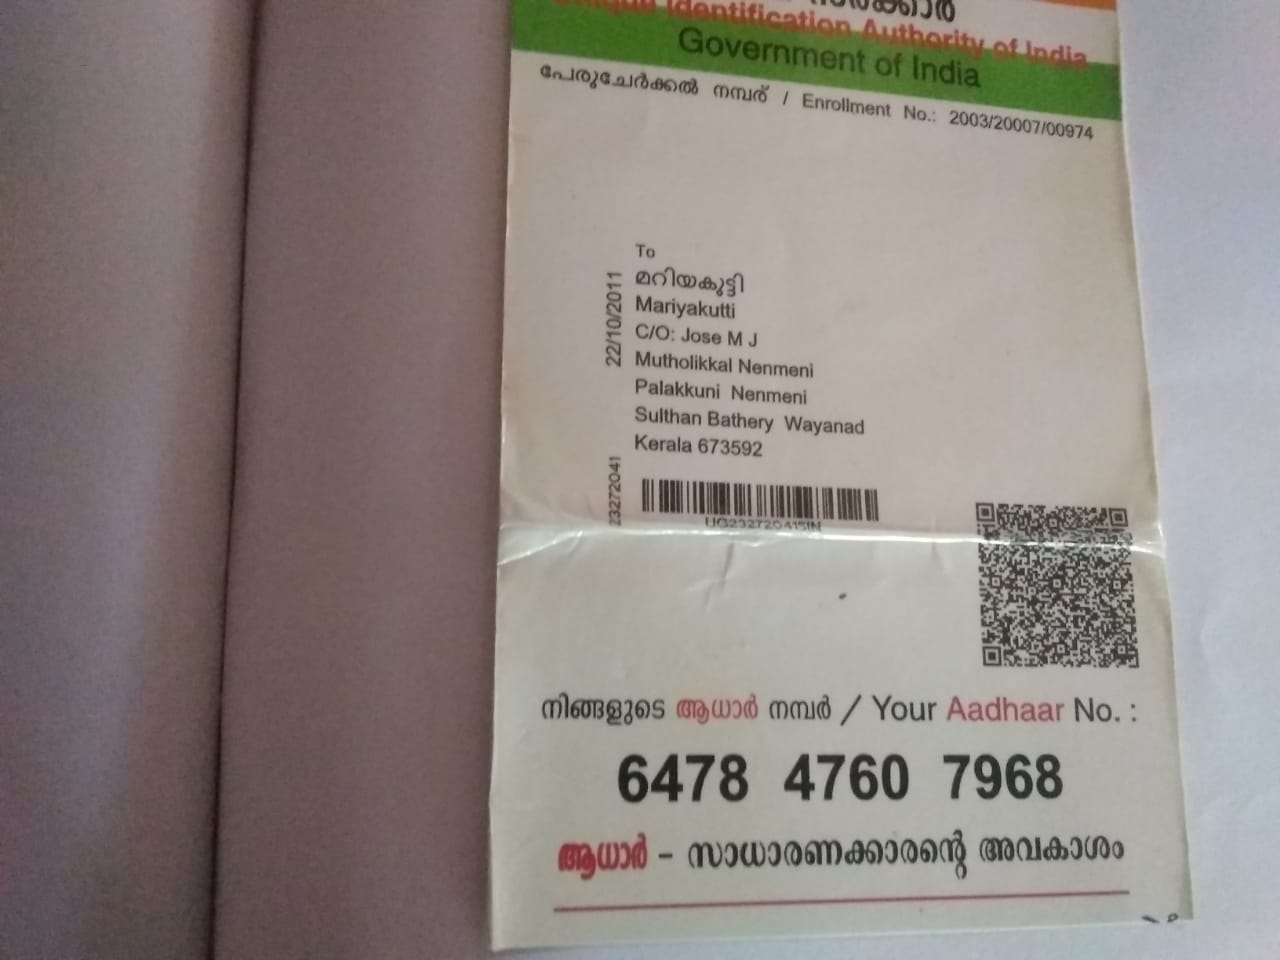 സർക്കാർ
Unique Identification Authority of India
Government of India
പേരുചേർക്കൽ നമ്പര് / Enrollment No.: 2003/20007/00974
To
മറിയകുട്ടി
Mariyakutti
C/O: Jose M J
Mutholikkal Nenmeni
Palakkuni Nenmeni
Sulthan Bathery Wayanad
Kerala 673592
22/10/2011
23272041
UG232720415IN
നിങ്ങളുടെ ആധാർ നമ്പർ / Your Aadhaar No. :
6478 4760 7968
ആധാർ – സാധാരണക്കാരന്റെ അവകാശം